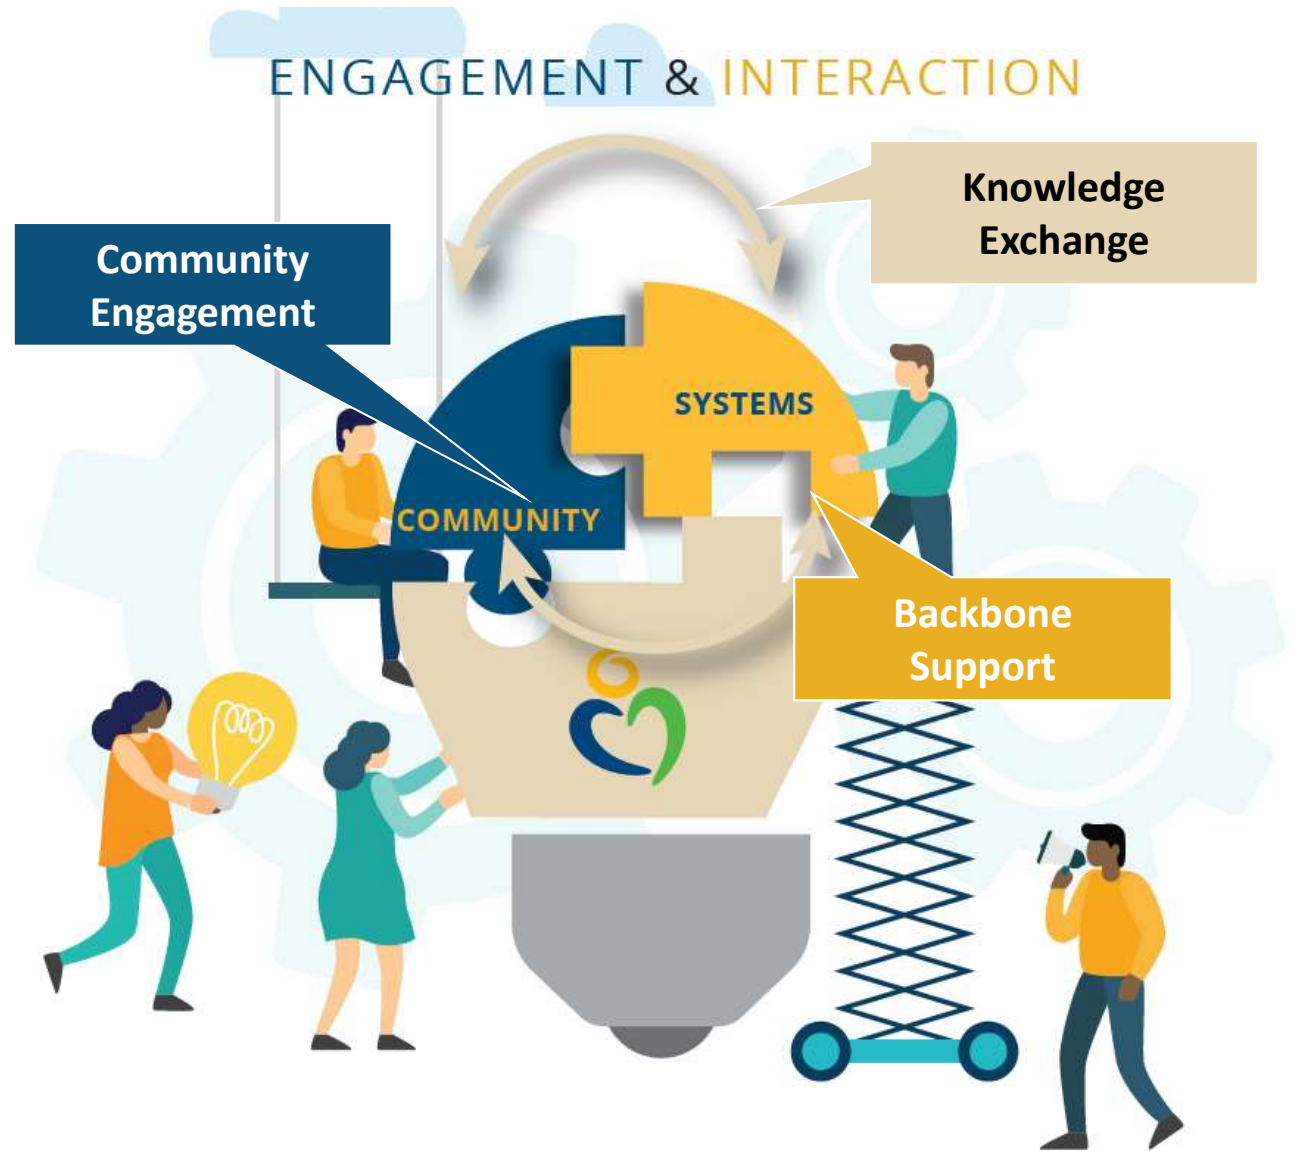 ENGAGEMENT & INTERACTION
Knowledge
Exchange
Community
Engagement
SYSTEMS
COMMUNITY
Backbone
Support